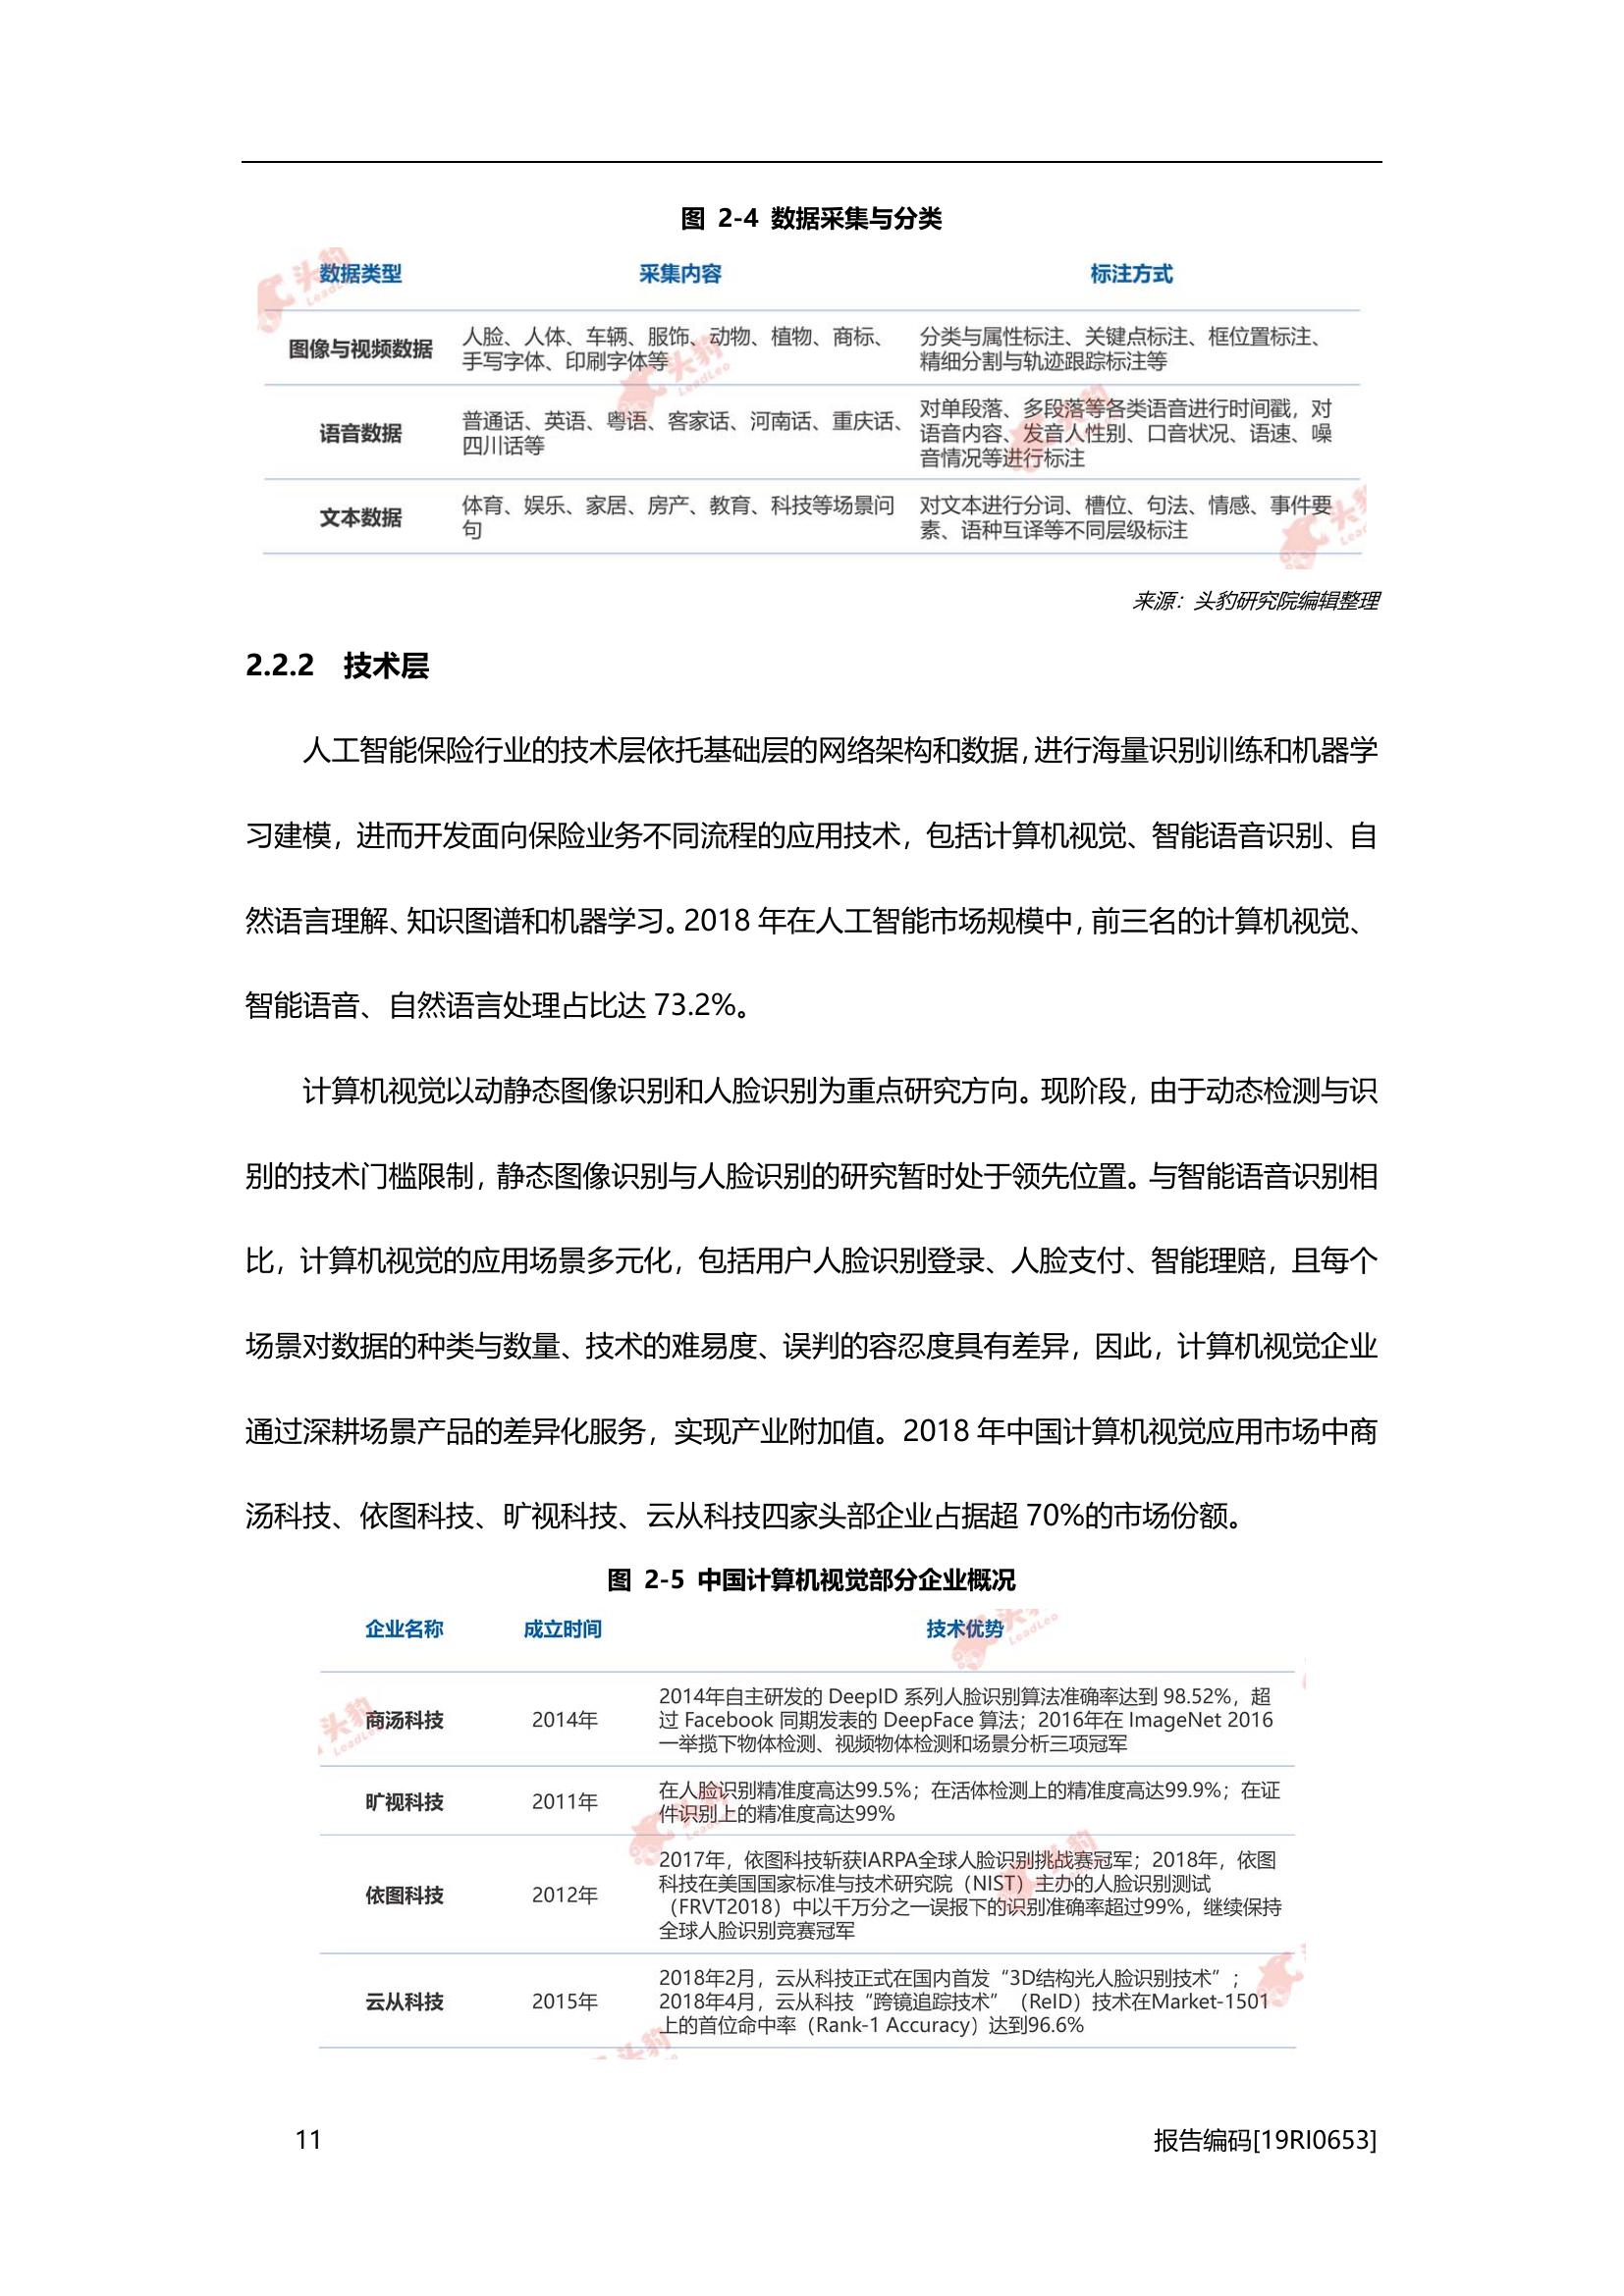 图 2-4 数据采集与分类
数据类型 采集内容 标注方式
图像与视频数据 人脸、人体、车辆、服饰、动物、植物、商标、 分类与属性标注、关键点标注、框位置标注、
手写字体、印刷字体等 精细分割与轨迹跟踪标注等
语音数据 普通话、英语、粤语、客家话、河南话、重庆话、 对单段落、多段落等各类语音进行时间戳，对
四川话等 语音内容、发音人性别、口音状况、语速、噪
音情况等进行标注
文本数据 体育、娱乐、家居、房产、教育、科技等场景问 对文本进行分词、槽位、句法、情感、事件要
句 素、语种互译等不同层级标注
来源：头豹研究院编辑整理
2.2.2 技术层
人工智能保险行业的技术层依托基础层的网络架构和数据，进行海量识别训练和机器学
习建模，进而开发面向保险业务不同流程的应用技术，包括计算机视觉、智能语音识别、自
然语言理解、知识图谱和机器学习。2018 年在人工智能市场规模中，前三名的计算机视觉、
智能语音、自然语言处理占比达 73.2%。
计算机视觉以动静态图像识别和人脸识别为重点研究方向。现阶段，由于动态检测与识
别的技术门槛限制，静态图像识别与人脸识别的研究暂时处于领先位置。与智能语音识别相
比，计算机视觉的应用场景多元化，包括用户人脸识别登录、人脸支付、智能理赔，且每个
场景对数据的种类与数量、技术的难易度、误判的容忍度具有差异，因此，计算机视觉企业
通过深耕场景产品的差异化服务，实现产业附加值。2018 年中国计算机视觉应用市场中商
汤科技、依图科技、旷视科技、云从科技四家头部企业占据超 70%的市场份额。
图 2-5 中国计算机视觉部分企业概况
企业名称 成立时间 技术优势
商汤科技 2014年 2014年自主研发的 DeepID 系列人脸识别算法准确率达到 98.52%，超
过 Facebook 同期发表的 DeepFace 算法；2016年在 ImageNet 2016
一举揽下物体检测、视频物体检测和场景分析三项冠军
旷视科技 2011年 在人脸识别精准度高达99.5%；在活体检测上的精准度高达99.9%；在证
件识别上的精准度高达99%
依图科技 2012年 2017年，依图科技斩获IARPA全球人脸识别挑战赛冠军；2018年，依图
科技在美国国家标准与技术研究院（NIST）主办的人脸识别测试
（FRVT2018）中以千万分之一误报下的识别准确率超过99%，继续保持
全球人脸识别竞赛冠军
云从科技 2015年 2018年2月，云从科技正式在国内首发“3D结构光人脸识别技术”；
2018年4月，云从科技“跨镜追踪技术”（ReID）技术在Market-1501
上的首位命中率（Rank-1 Accuracy）达到96.6%
11 报告编码[19RI0653]